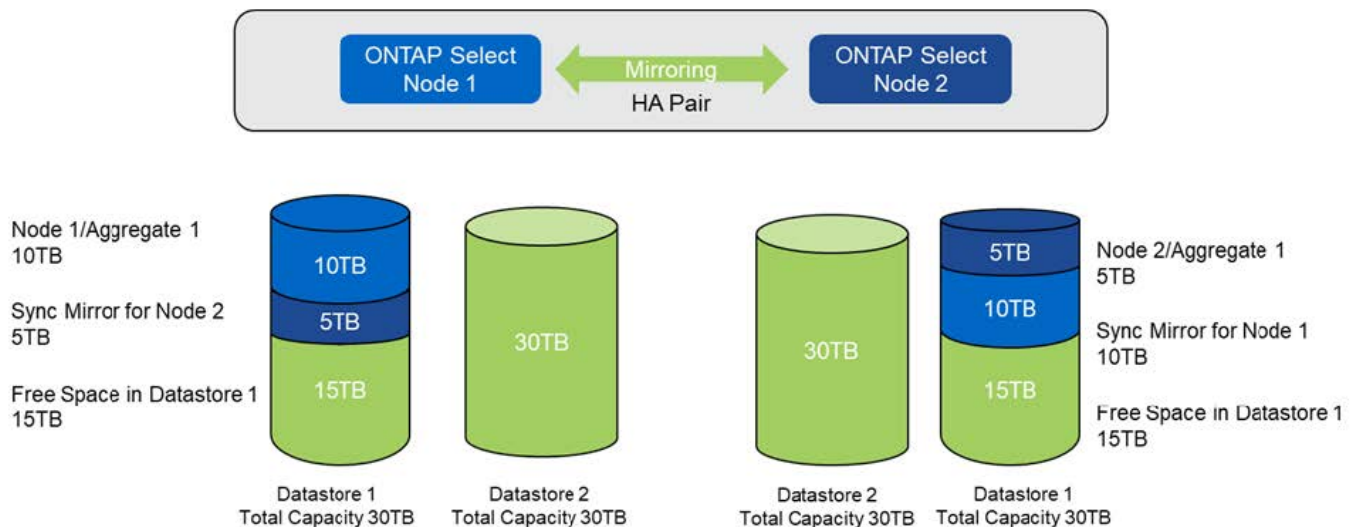 ONTAP Select
Node 1
Mirroring
HA Pair
ONTAP Select
Node 2
Node 1/Aggregate 1
10TB
Sync Mirror for Node 2
5TB
Free Space in Datastore 1
15TB
10TB
5TB
15TB
Datastore 1
Total Capacity 30TB
30TB
Datastore 2
Total Capacity 30TB
30TB
Datastore 2
Total Capacity 30TB
5TB
10TB
15TB
Datastore 1
Total Capacity 30TB
Node 2/Aggregate 1
5TB
Sync Mirror for Node 1
10TB
Free Space in Datastore 1
15TB